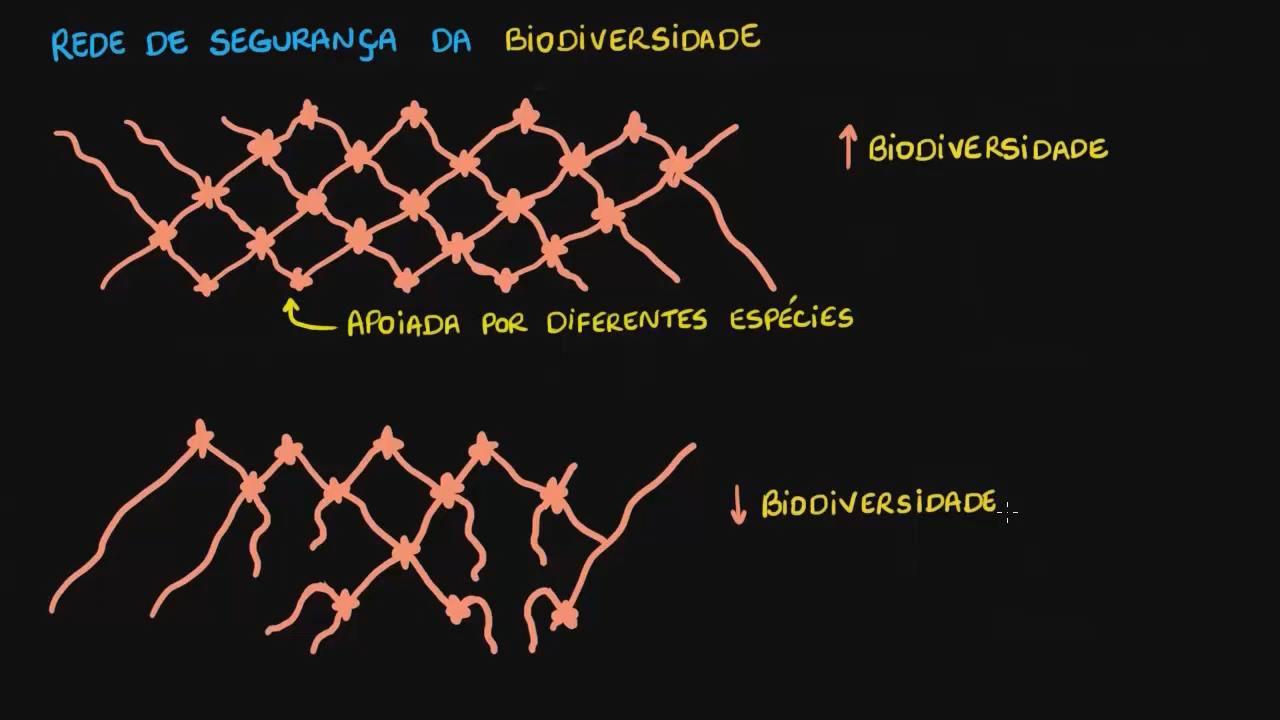 REDE DE SEGURANÇA DA BIODIVERSIDADE
↑ BIODIVERSIDADE
APOIADA POR DIFERENTES ESPÉCIES
↓ BIODIVERSIDADE